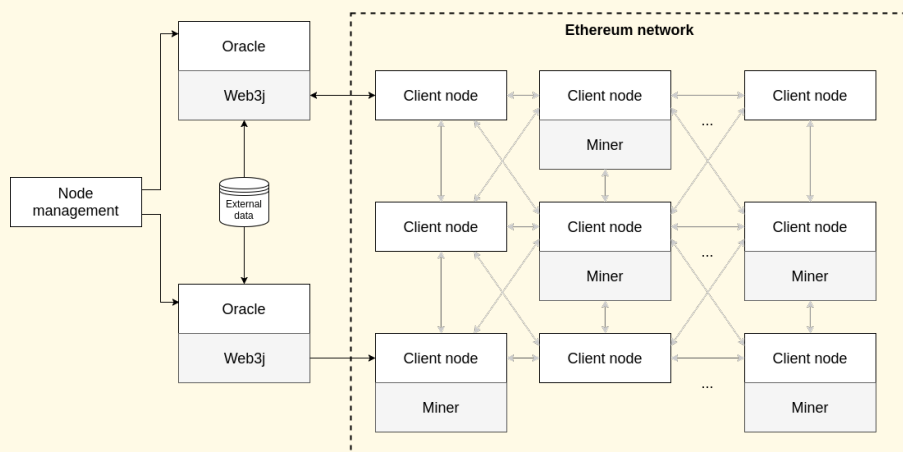 Ethereum network
Oracle
Web3j
Client node
Client node
Miner
Client node
...
Node
management
External
data
Client node
Client node
Miner
...
Client node
Miner
Oracle
Web3j
Client node
Miner
Client node
...
Client node
Miner